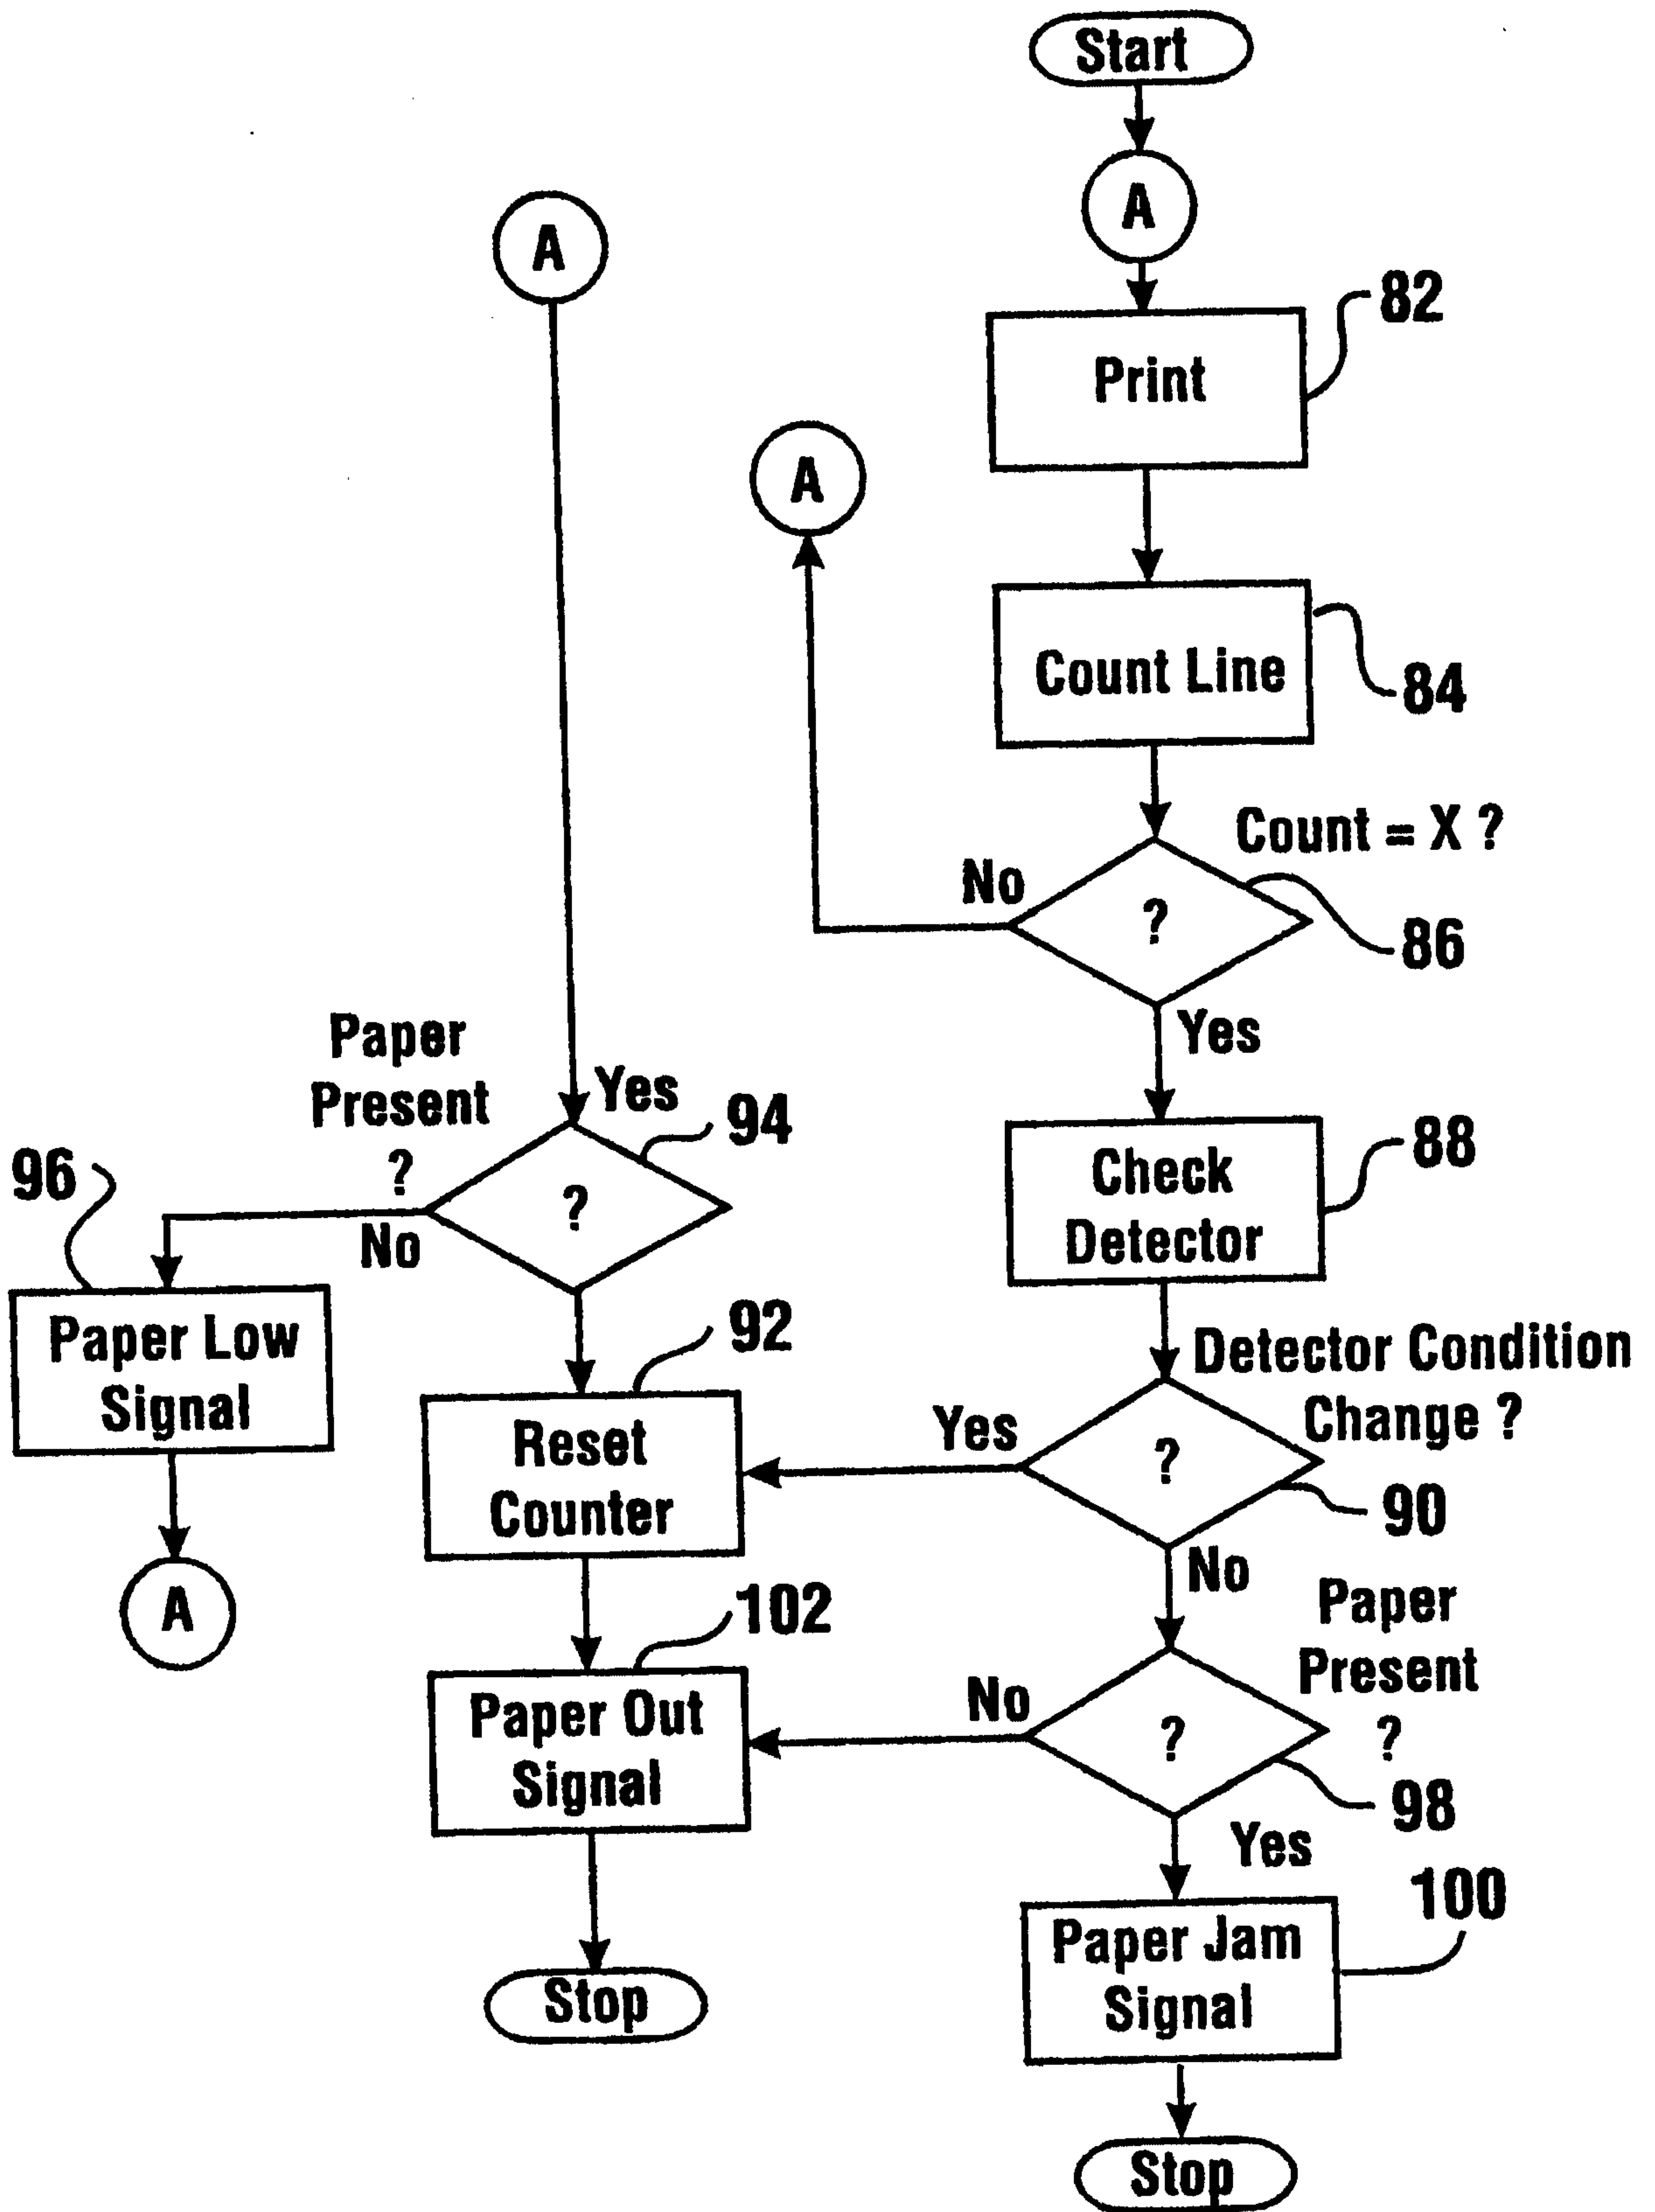 Start
A
A
Print
82
A
Count Line
84
Count = X ?
No
?
86
Yes
Paper
Present
?
Yes
94
?
No
96
Paper Low
Signal
A
Check
Detector
88
92
Reset
Counter
Detector Condition
Change ?
Yes
?
90
No
102
Paper Out
Signal
Stop
Paper
Present
?
No
?
98
Yes
100
Paper Jam
Signal
Stop